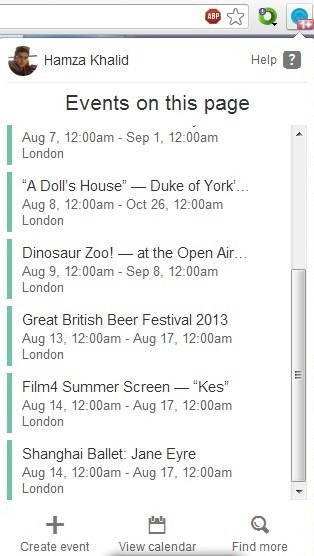 ABP
1+
Hamza Khalid
Help ?
Events on this page
Aug 7, 12:00am - Sep 1, 12:00am
London
“A Doll’s House” — Duke of York’…
Aug 8, 12:00am - Oct 26, 12:00am
London
Dinosaur Zoo! — at the Open Air…
Aug 9, 12:00am - Sep 8, 12:00am
London
Great British Beer Festival 2013
Aug 13, 12:00am - Aug 17, 12:00am
London
Film4 Summer Screen — “Kes”
Aug 14, 12:00am - Aug 17, 12:00am
London
Shanghai Ballet: Jane Eyre
Aug 14, 12:00am - Aug 17, 12:00am
London
Create event View calendar Find more